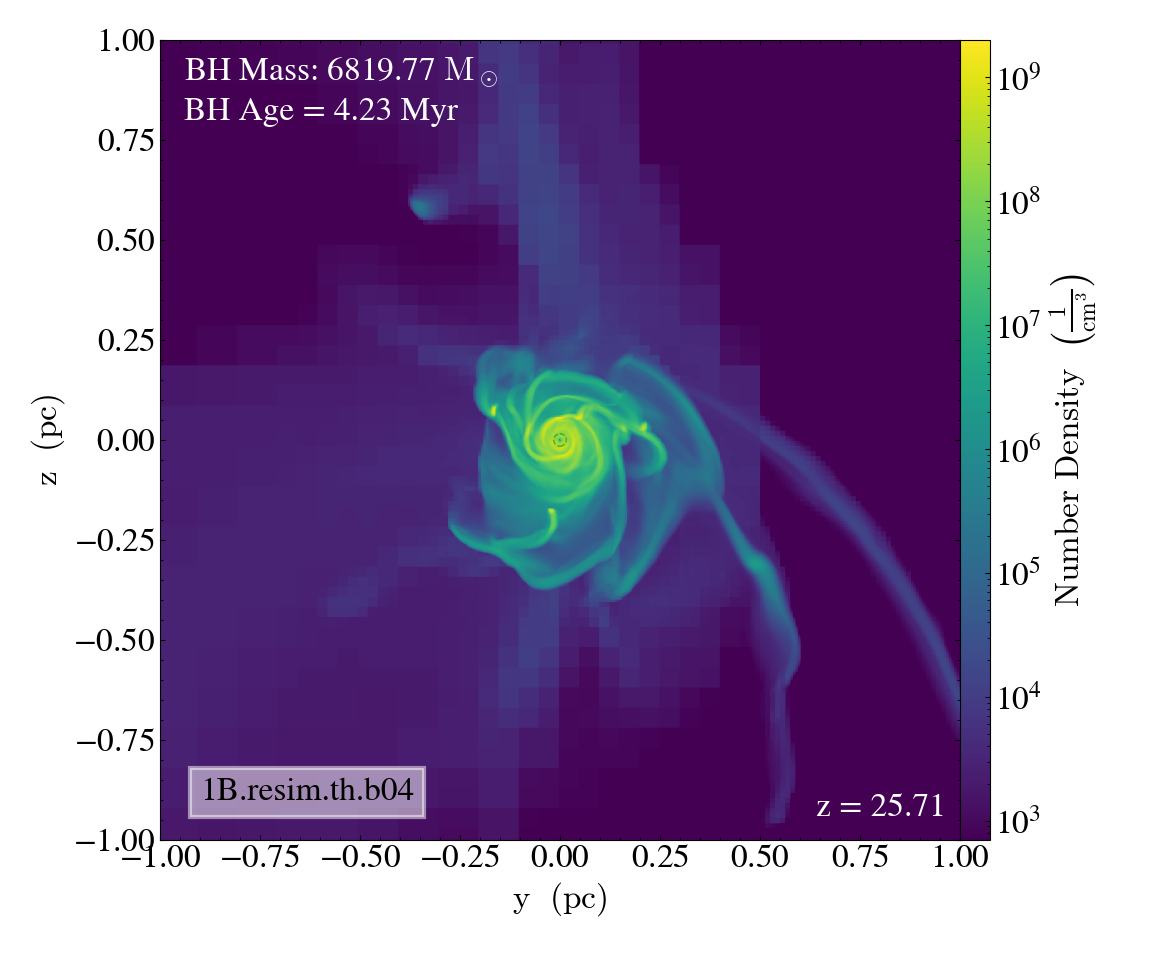 BH Mass: 6819.77 M⊙
BH Age = 4.23 Myr
1B.resim.th.b04
z = 25.71
1.00
0.75
0.50
0.25
0.00
−0.25
−0.50
−0.75
−1.00
z (pc)
−1.00 −0.75 −0.50 −0.25 0.00 0.25 0.50 0.75 1.00
y (pc)
10⁹
10⁸
10⁷
10⁶
10⁵
10⁴
10³
Number Density (1/cm³)